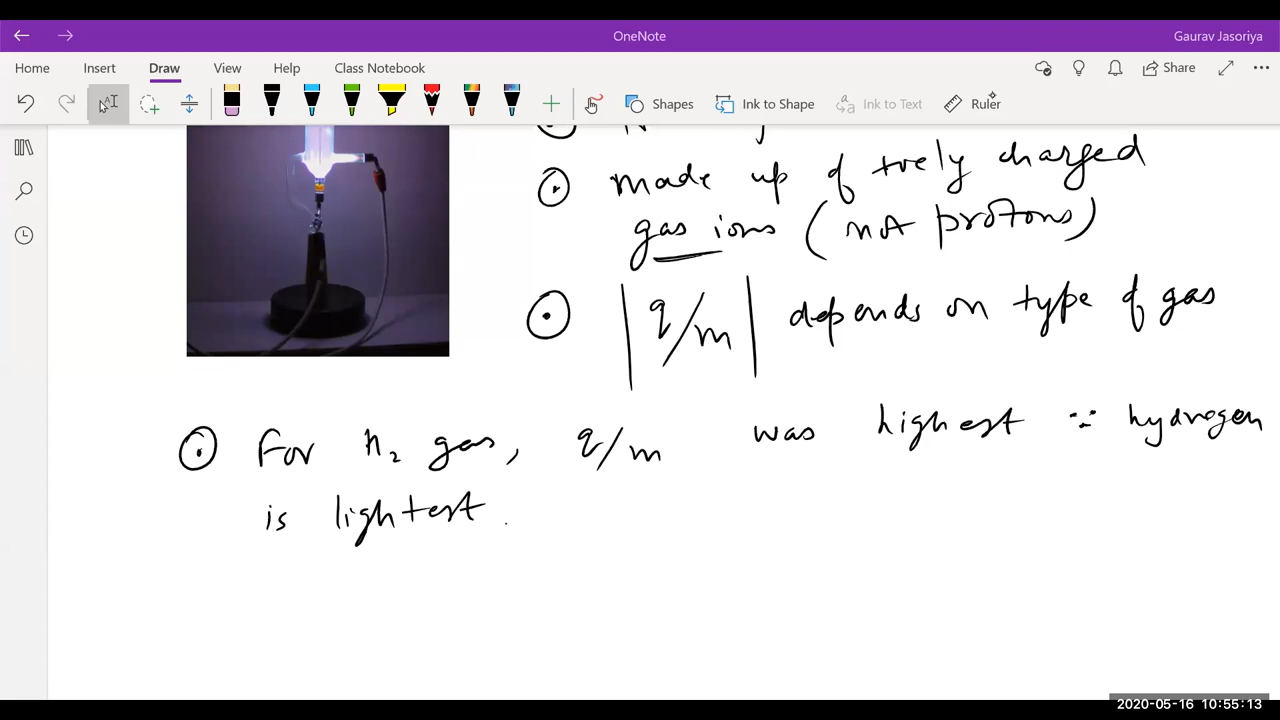 OneNote
Gaurav Jasoriya
Home Insert Draw View Help Class Notebook
Share
Shapes Ink to Shape Ink to Text Ruler
⊙ made up of +vely charged
gas ions (not protons)
⊙ |q/m| depends on type of gas
⊙ For H₂ gas, q/m was highest ∵ hydrogen
is lightest.
2020-05-16 10:55:13